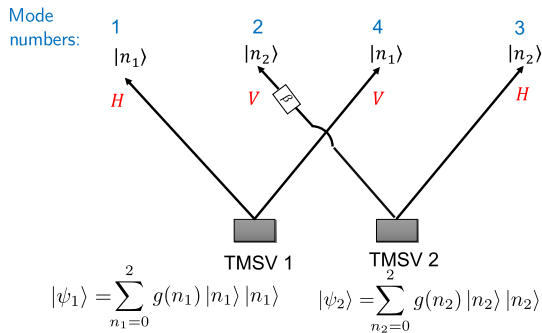 Mode numbers: 1 2 4 3
|n₁⟩ |n₂⟩ |n₁⟩ |n₂⟩
H V β V H
TMSV 1 TMSV 2
|ψ₁⟩ = ∑_{n₁=0}^{2} g(n₁) |n₁⟩ |n₁⟩
|ψ₂⟩ = ∑_{n₂=0}^{2} g(n₂) |n₂⟩ |n₂⟩